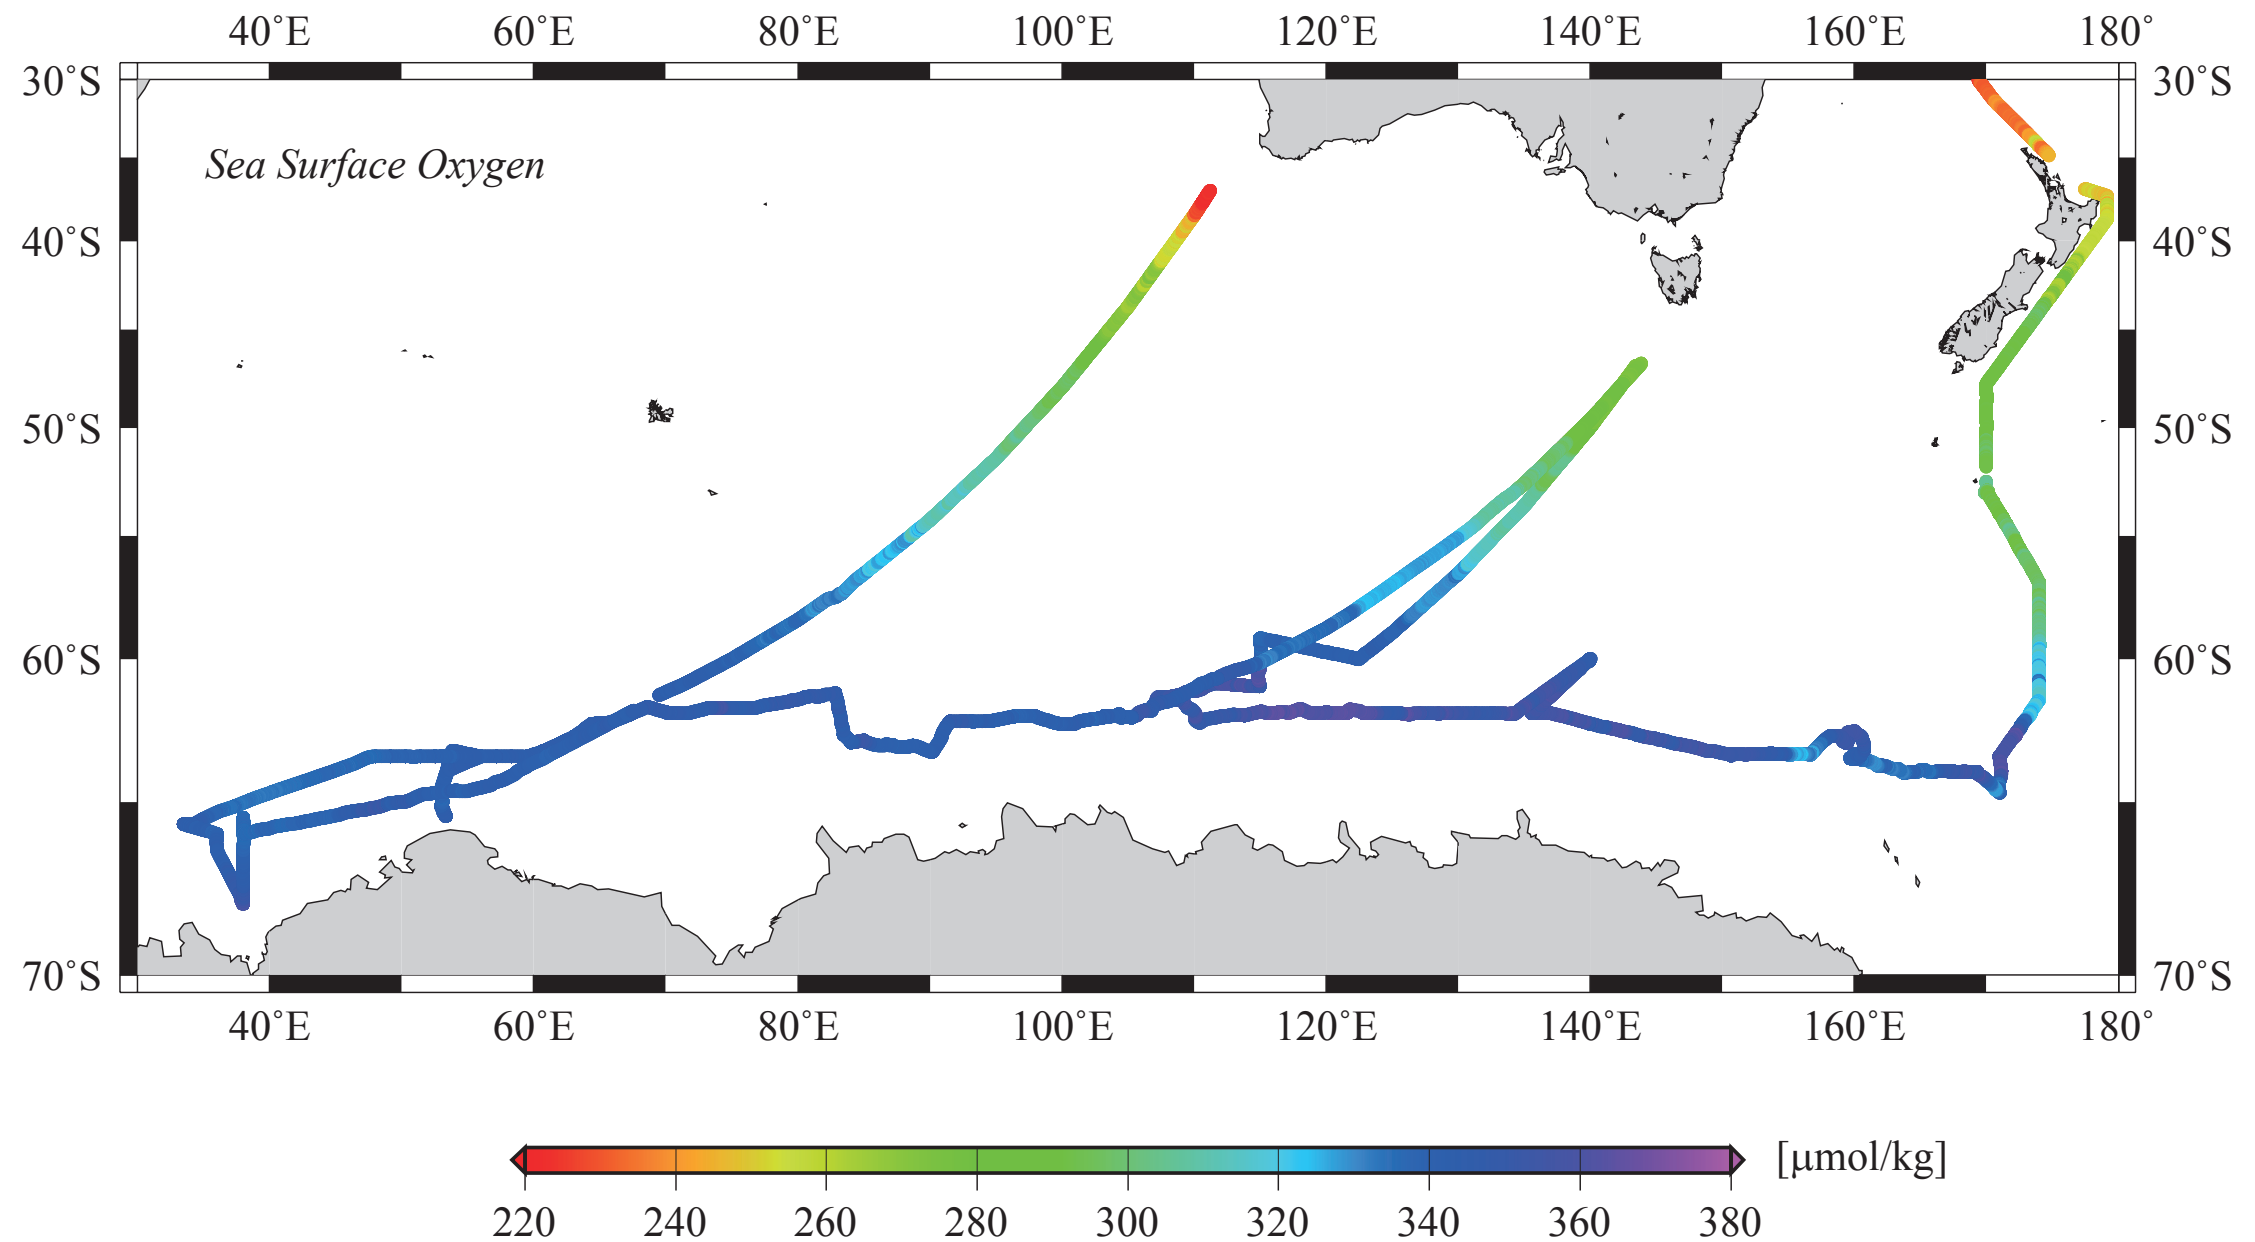 40˚E 60˚E 80˚E 100˚E 120˚E 140˚E 160˚E 180˚
30˚S 30˚S
Sea Surface Oxygen
40˚S 40˚S
50˚S 50˚S
60˚S 60˚S
70˚S 70˚S
40˚E 60˚E 80˚E 100˚E 120˚E 140˚E 160˚E 180˚
[μmol/kg]
220 240 260 280 300 320 340 360 380